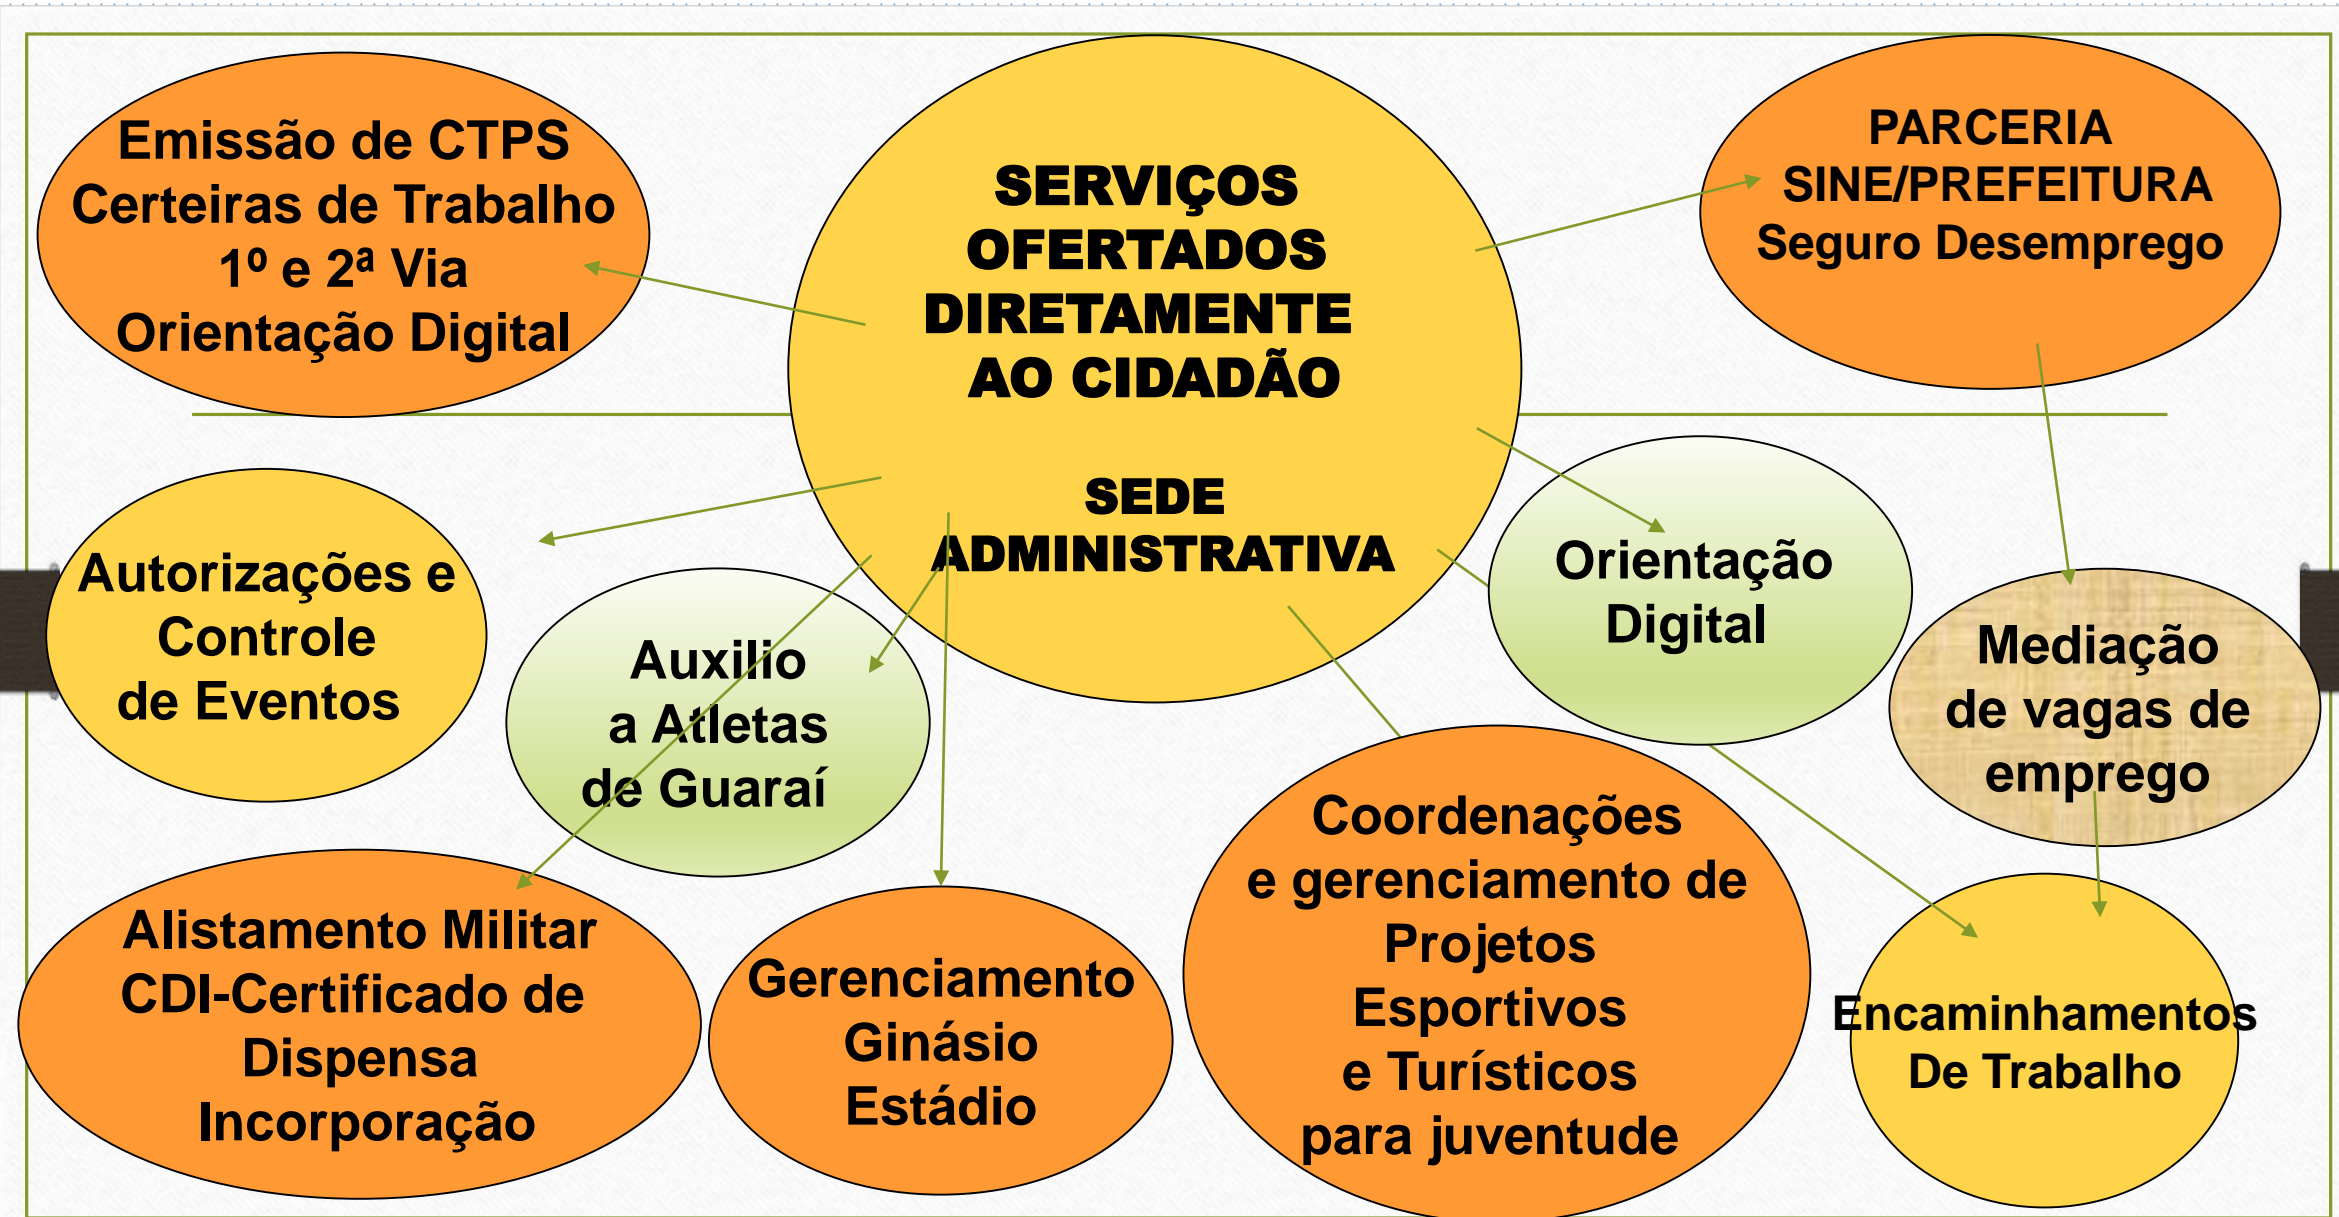 Emissão de CTPS
Certeiras de Trabalho
1º e 2ª Via
Orientação Digital
SERVIÇOS
OFERTADOS
DIRETAMENTE
AO CIDADÃO
SEDE
ADMINISTRATIVA
PARCERIA
SINE/PREFEITURA
Seguro Desemprego
Autorizações e
Controle
de Eventos
Auxilio
a Atletas
de Guaraí
Orientação
Digital
Mediação
de vagas de
emprego
Alistamento Militar
CDI-Certificado de
Dispensa
Incorporação
Gerenciamento
Ginásio
Estádio
Coordenações
e gerenciamento de
Projetos
Esportivos
e Turísticos
para juventude
Encaminhamentos
De Trabalho